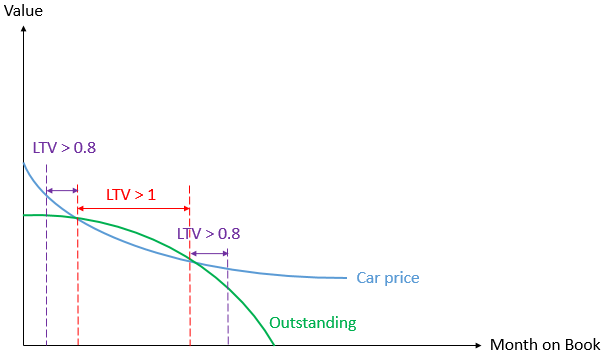 Value
LTV > 0.8
LTV > 1
LTV > 0.8
Car price
Outstanding
Month on Book